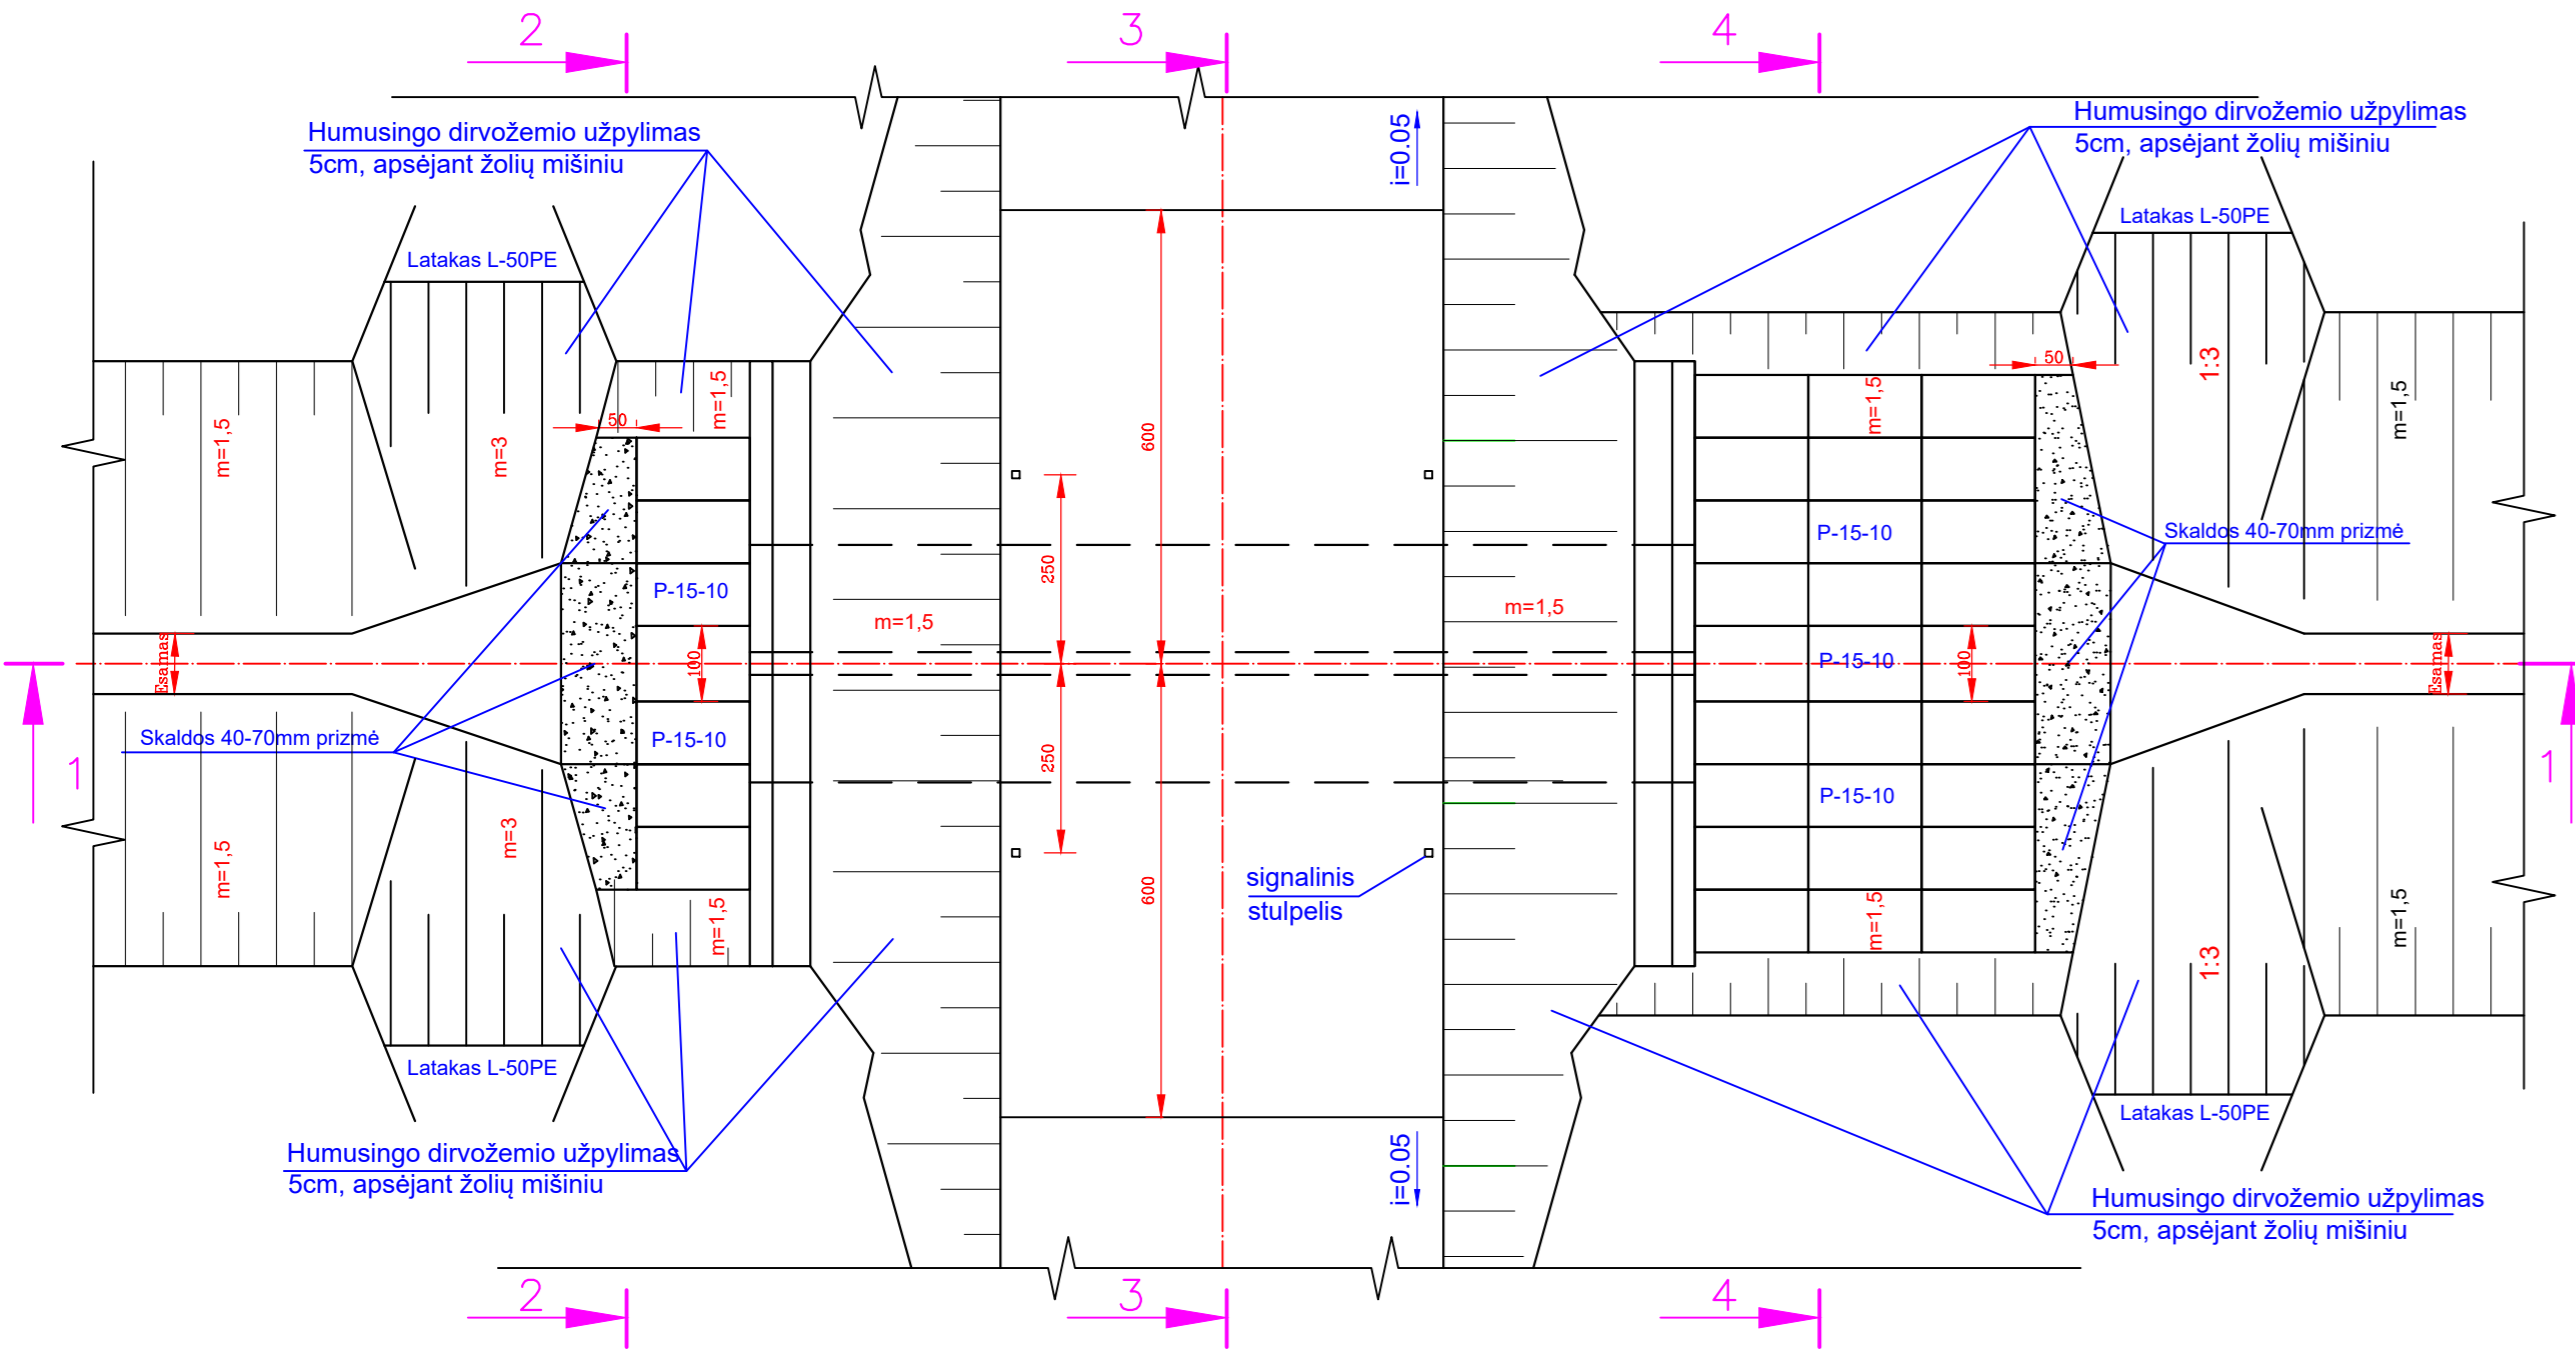 2
3
4
Humusingo dirvožemio užpylimas
5cm, apsėjant žolių mišiniu
i=0.05
Humusingo dirvožemio užpylimas
5cm, apsėjant žolių mišiniu
Latakas L-50PE
Latakas L-50PE
m=1,5
m=3
50
m=1,5
600
250
m=1,5
50
1:3
m=1,5
P-15-10
Skaldos 40-70mm prizmė
P-15-10
m=1,5
m=1,5
Esamas
100
P-15-10
100
Esamas
1
Skaldos 40-70mm prizmė
P-15-10
250
P-15-10
1
m=1,5
m=3
m=1,5
600
signalinis
stulpelis
m=1,5
1:3
m=1,5
Latakas L-50PE
Latakas L-50PE
Humusingo dirvožemio užpylimas
5cm, apsėjant žolių mišiniu
i=0.05
Humusingo dirvožemio užpylimas
5cm, apsėjant žolių mišiniu
2
3
4